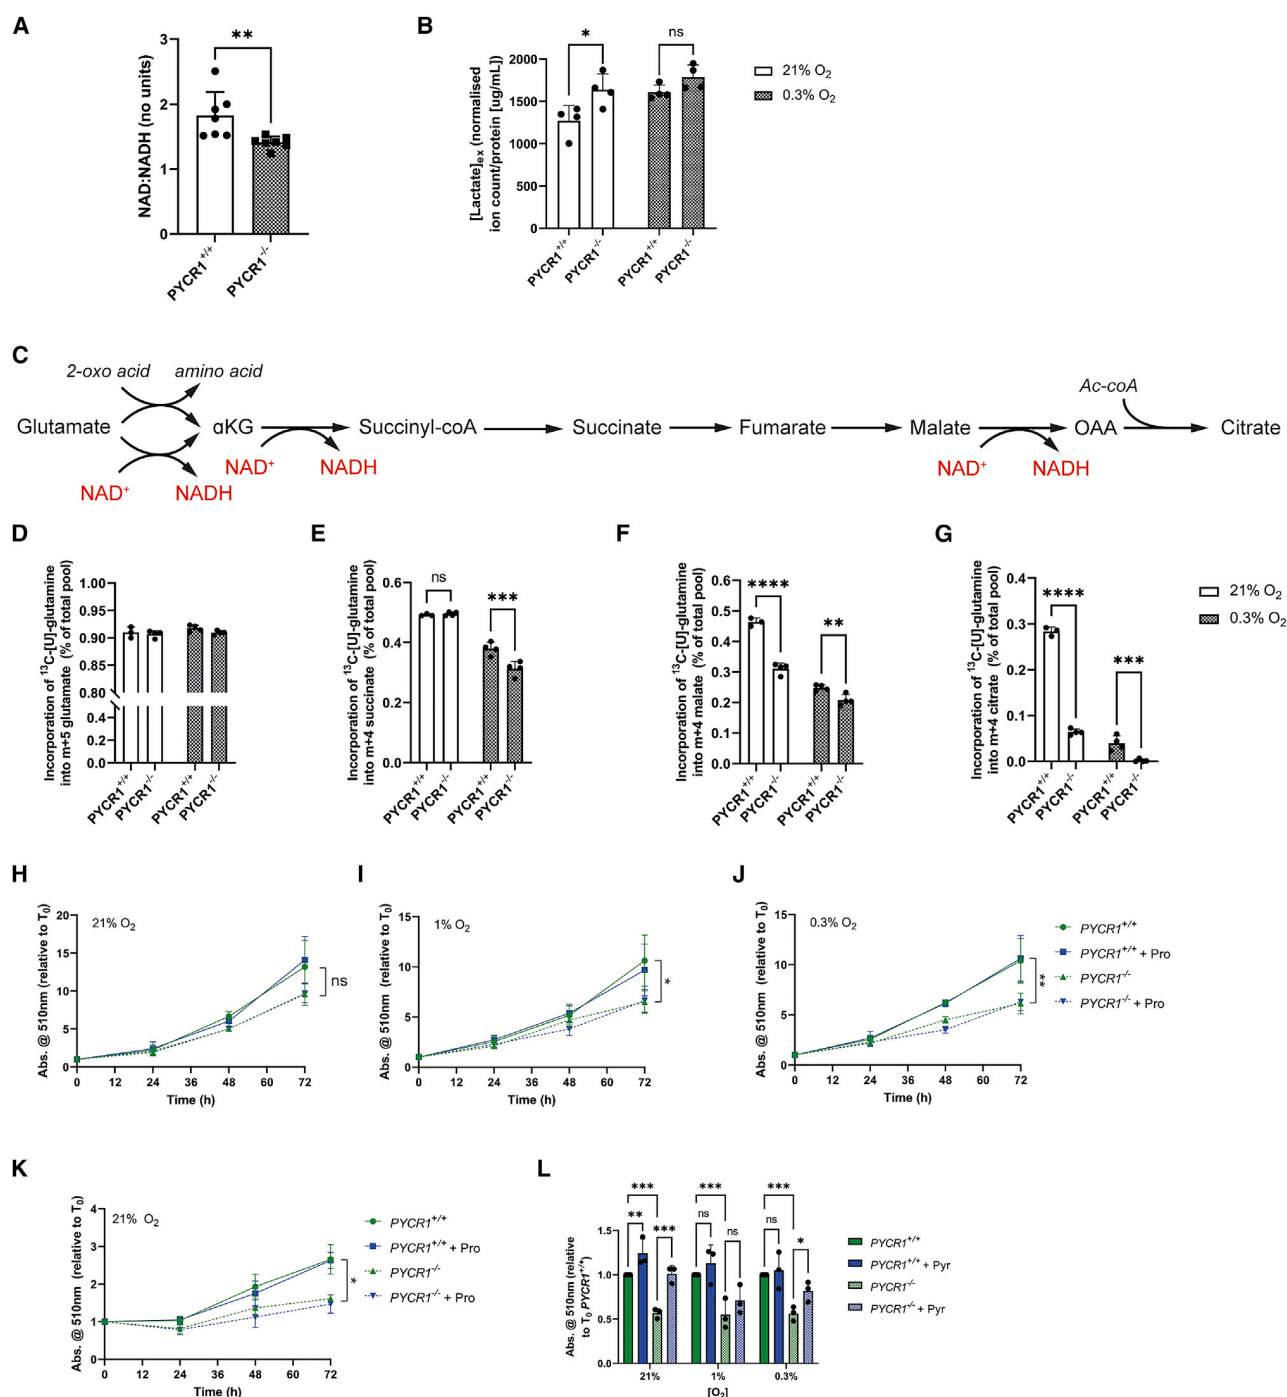 A
NAD:NADH (no units)
3
2
1
0
**
PYCR1+/+
PYCR1-/-
B
[Lactate]ex (normalised
ion count/protein [ug/mL])
2000
1500
1000
500
0
*
ns
PYCR1+/+
PYCR1-/-
PYCR1+/+
PYCR1-/-
21% O2
0.3% O2
C
2-oxo acid
amino acid
Ac-coA
Glutamate
αKG
Succinyl-coA
Succinate
Fumarate
Malate
OAA
Citrate
NAD+
NADH
NAD+
NADH
NAD+
NADH
D
Incorporation of 13C-[U]-glutamine
into m+5 glutamate (% of total pool)
1.00
0.95
0.90
0.85
0.80
0.4
0.2
0.0
PYCR1+/+
PYCR1-/-
PYCR1+/+
PYCR1-/-
E
Incorporation of 13C-[U]-glutamine
into m+4 succinate (% of total pool)
0.6
0.4
0.2
0.0
ns
***
PYCR1+/+
PYCR1-/-
PYCR1+/+
PYCR1-/-
F
Incorporation of 13C-[U]-glutamine
into m+4 malate (% of total pool)
0.6
0.5
0.4
0.3
0.2
0.1
0.0
****
**
PYCR1+/+
PYCR1-/-
PYCR1+/+
PYCR1-/-
G
Incorporation of 13C-[U]-glutamine
into m+4 citrate (% of total pool)
0.4
0.3
0.2
0.1
0.0
****
***
PYCR1+/+
PYCR1-/-
PYCR1+/+
PYCR1-/-
21% O2
0.3% O2
H
Abs. @ 510nm (relative to T0)
20
15
10
5
0
21% O2
ns
0 12 24 36 48 60 72
Time (h)
I
Abs. @ 510nm (relative to T0)
15
10
5
0
1% O2
*
0 12 24 36 48 60 72
Time (h)
J
Abs. @ 510nm (relative to T0)
15
10
5
0
0.3% O2
**
0 12 24 36 48 60 72
Time (h)
PYCR1+/+
PYCR1+/+ + Pro
PYCR1-/-
PYCR1-/- + Pro
K
Abs. @ 510nm (relative to T0)
4
3
2
1
0
21% O2
*
0 12 24 36 48 60 72
Time (h)
PYCR1+/+
PYCR1+/+ + Pro
PYCR1-/-
PYCR1-/- + Pro
L
Abs. @ 510nm (relative
to T0 PYCR1+/+)
1.5
1.0
0.5
0.0
***
**
***
***
ns
ns
***
ns
*
21% 1% 0.3%
[O2]
PYCR1+/+
PYCR1+/+ + Pyr
PYCR1-/-
PYCR1-/- + Pyr